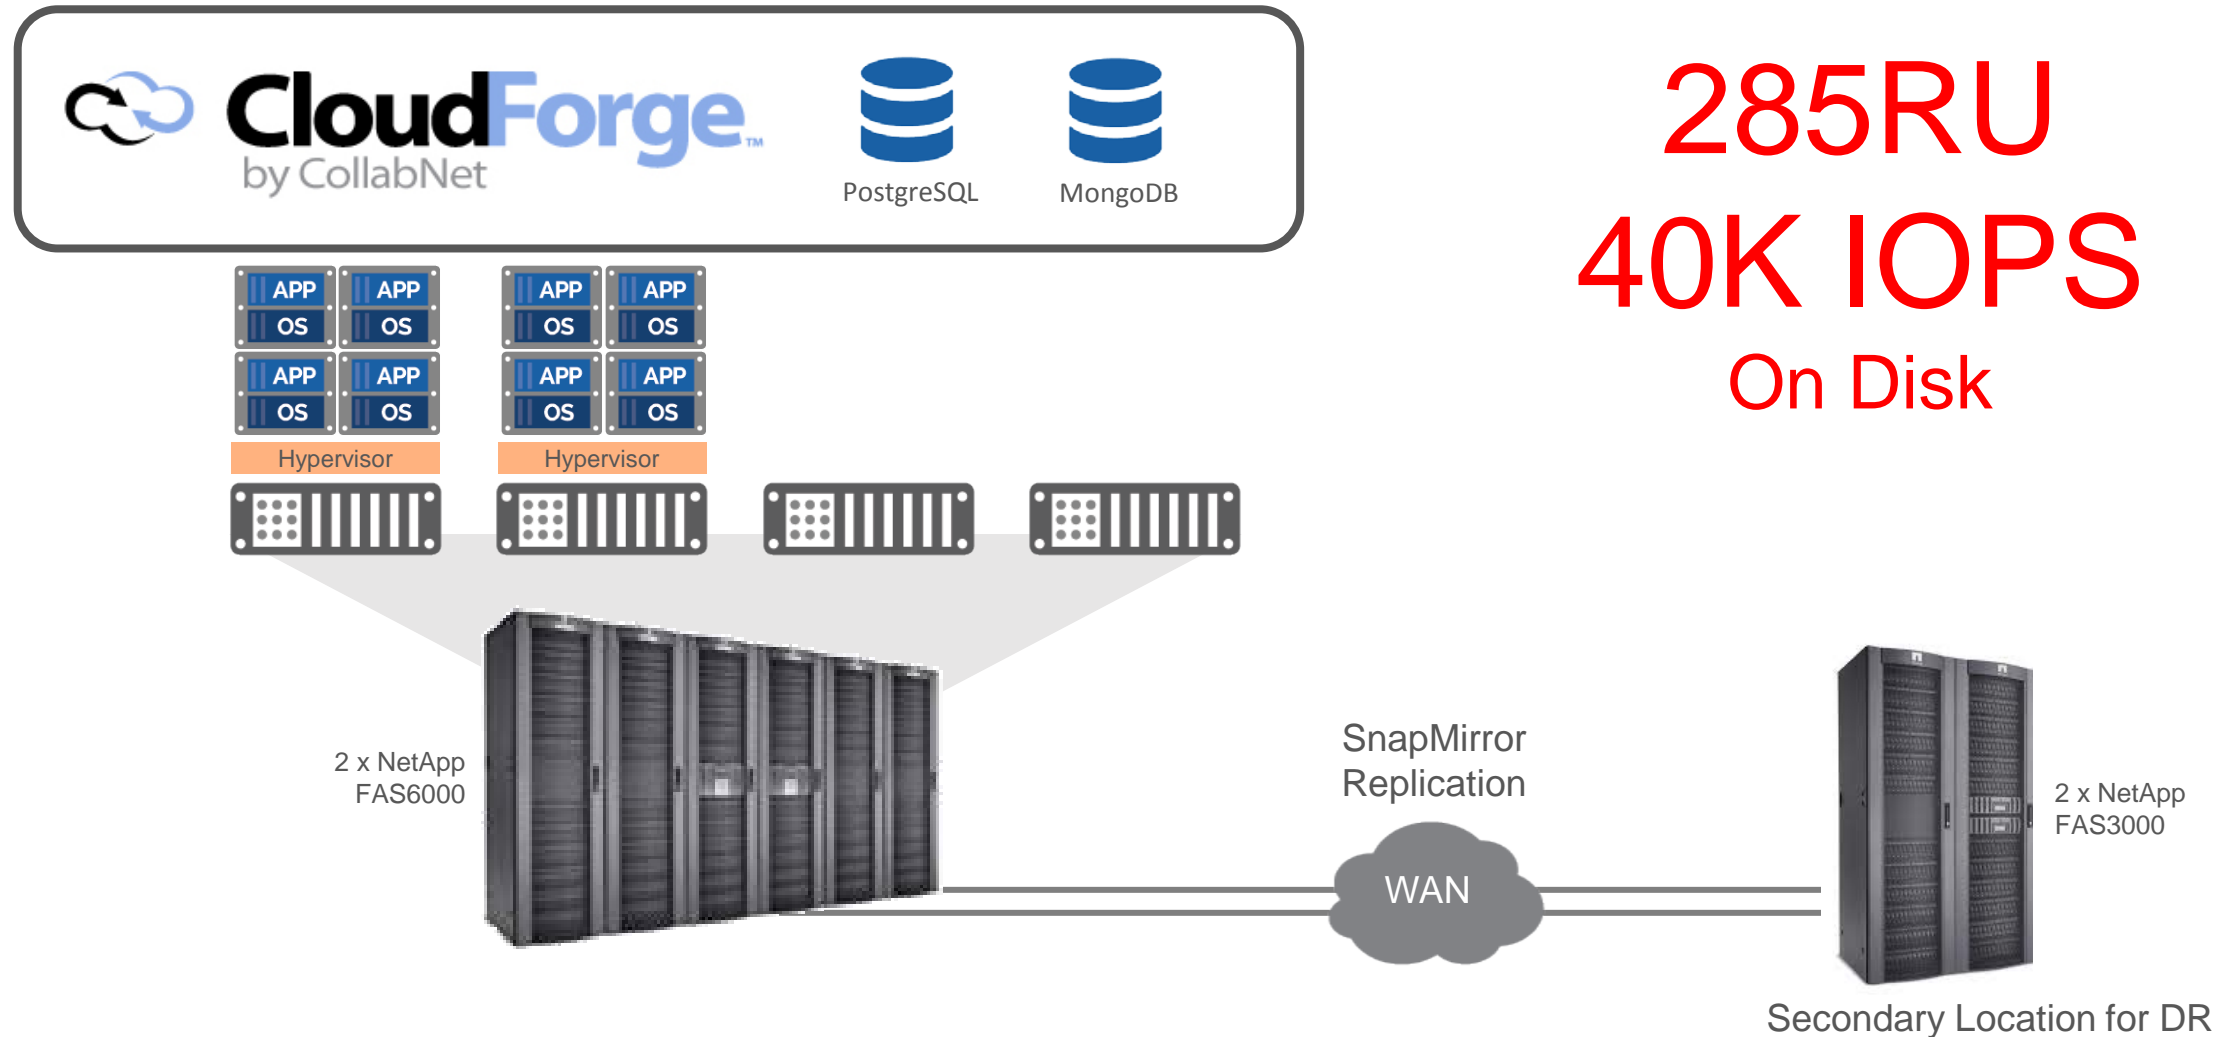 CloudForge™
by CollabNet
PostgreSQL
MongoDB
285RU
40K IOPS
On Disk
APP APP APP APP
OS OS OS OS
APP APP APP APP
OS OS OS OS
Hypervisor
Hypervisor
2 x NetApp
FAS6000
SnapMirror
Replication
WAN
2 x NetApp
FAS3000
Secondary Location for DR